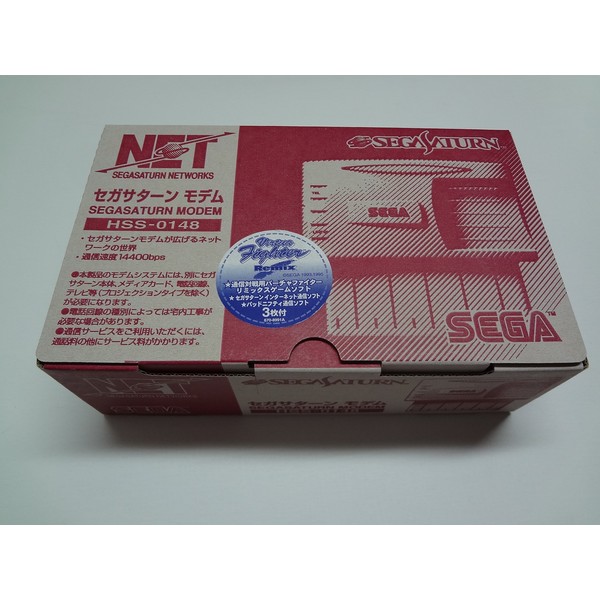 NET
SEGASATURN NETWORKS
セガサターン モデム
SEGASATURN MODEM
HSS-0148
・セガサターンモデムが広げるネット
ワークの世界
・通信速度 14400bps
●本製品のモデムシステムには、別にセガ
サターン本体、メディアカード、電話回線、
テレビ等(プロジェクションタイプを除く)
が必要になります。
●電話回線の種別によっては宅内工事が
必要な場合があります。
●通信サービスをご利用いただくには、
通話料の他にサービス料がかかります。
SEGASATURN
SEGA
SEGA
™
Virtua
Fighter
Remix
★通信対戦用バーチャファイター
リミックスゲームソフト
★セガサターンインターネット通信ソフト
★パッドニフティ通信ソフト
3枚付
NET
SEGASATURN
セガサターン モデム
SEGASATURN MODEM
HSS-0148
SEGA